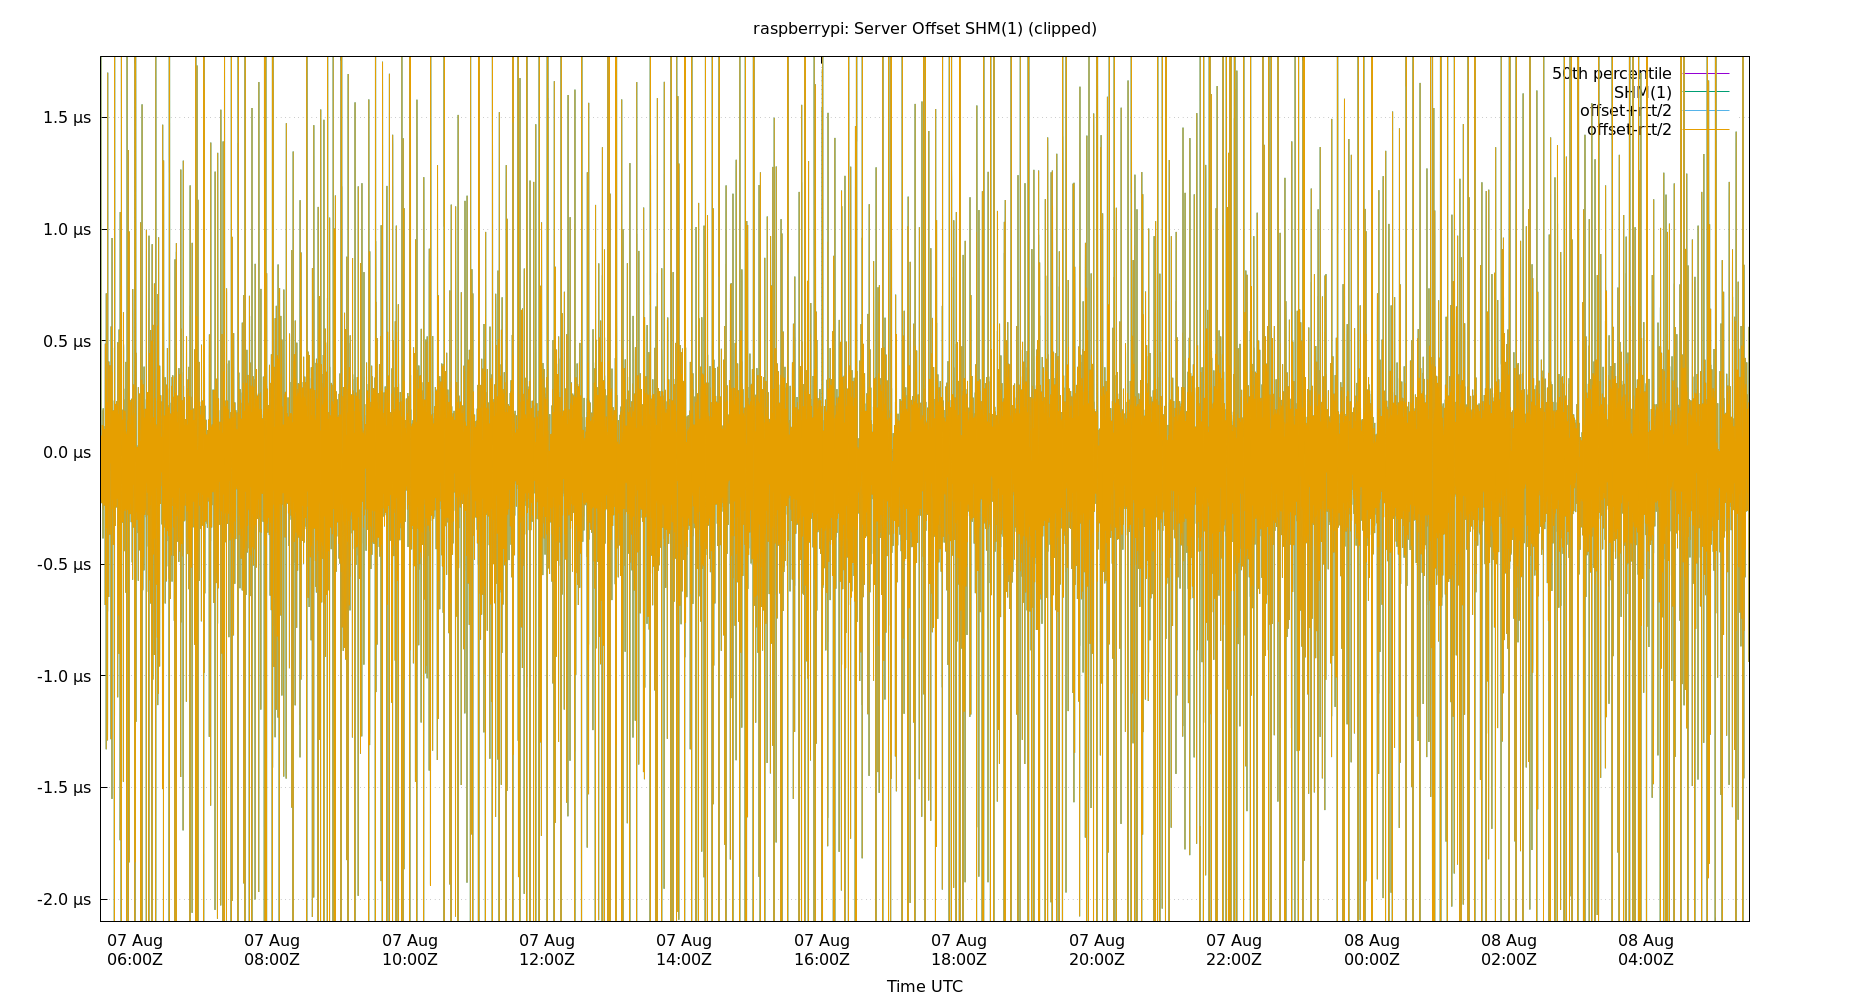 raspberrypi: Server Offset SHM(1) (clipped)
50th percentile
SHM(1)
offset+rtt/2
offset-rtt/2
1.5 µs
1.0 µs
0.5 µs
0.0 µs
-0.5 µs
-1.0 µs
-1.5 µs
-2.0 µs
07 Aug 07 Aug 07 Aug 07 Aug 07 Aug 07 Aug 07 Aug 07 Aug 07 Aug 08 Aug 08 Aug 08 Aug
06:00Z 08:00Z 10:00Z 12:00Z 14:00Z 16:00Z 18:00Z 20:00Z 22:00Z 00:00Z 02:00Z 04:00Z
Time UTC